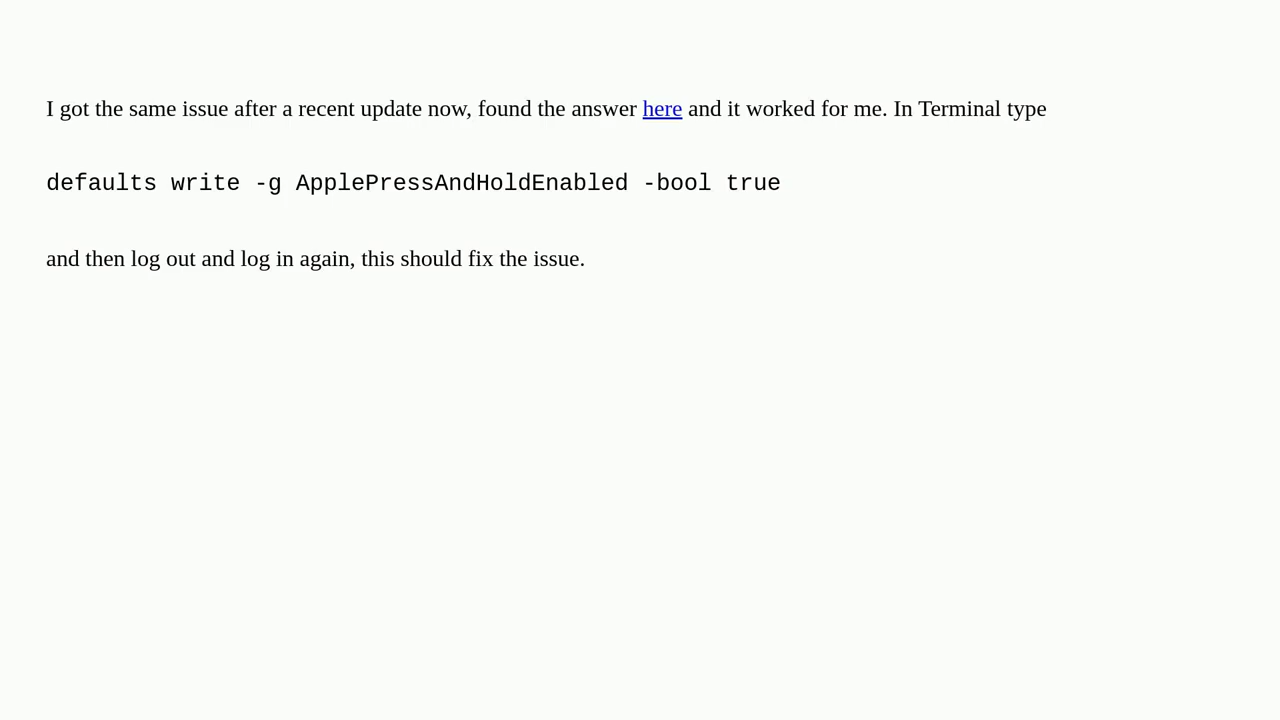 I got the same issue after a recent update now, found the answer here and it worked for me. In Terminal type
defaults write -g ApplePressAndHoldEnabled -bool true
and then log out and log in again, this should fix the issue.